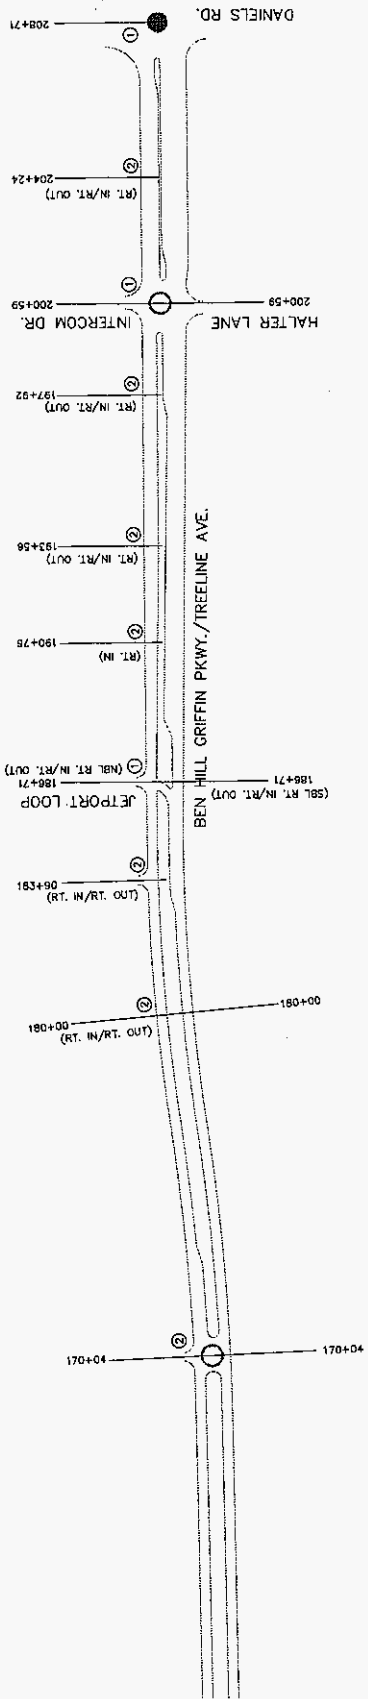 DANIELS RD.
208+71
①
②
204+24
(RT. IN/RT. OUT)
①
200+59
INTERCOM DR.
HALTER LANE
200+59
②
197+92
(RT. IN/RT. OUT)
②
193+56
(RT. IN/RT. OUT)
②
190+75
(RT. IN)
BEN HILL GRIFFIN PKWY./TREELINE AVE.
①
(NBL RT. IN/RT. OUT)
186+71
JETPORT LOOP
186+71
(SBL RT. IN/RT. OUT)
②
183+90
(RT. IN/RT. OUT)
②
180+00
(RT. IN/RT. OUT)
180+00
②
170+04
170+04